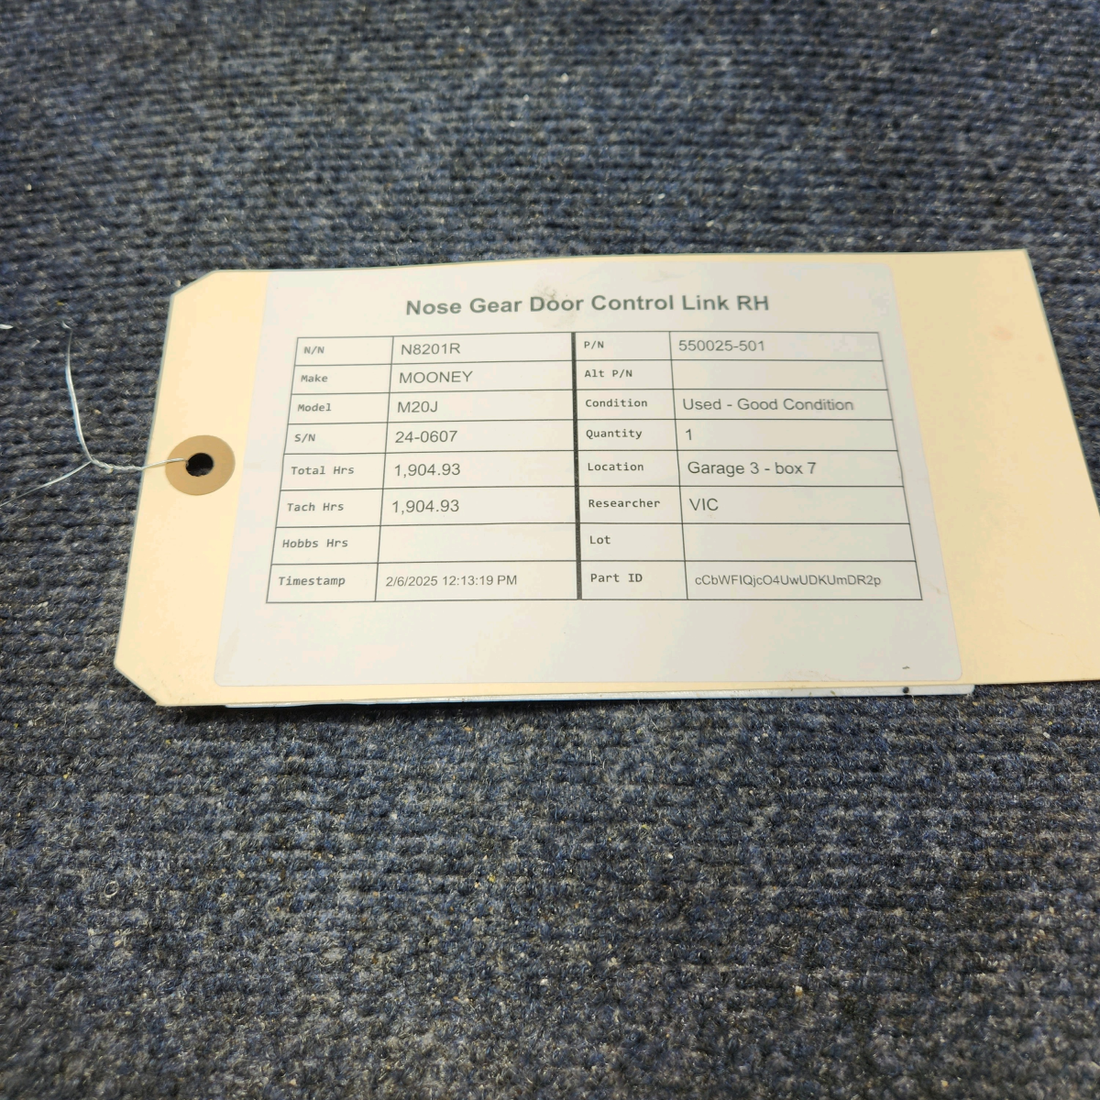 Nose Gear Door Control Link RH
N/N N8201R P/N 550025-501
Make MOONEY Alt P/N
Model M20J Condition Used - Good Condition
S/N 24-0607 Quantity 1
Total Hrs 1,904.93 Location Garage 3 - box 7
Tach Hrs 1,904.93 Researcher VIC
Hobbs Hrs Lot
Timestamp 2/6/2025 12:13:19 PM Part ID cCbWFIQjcO4UwUDKUmDR2p